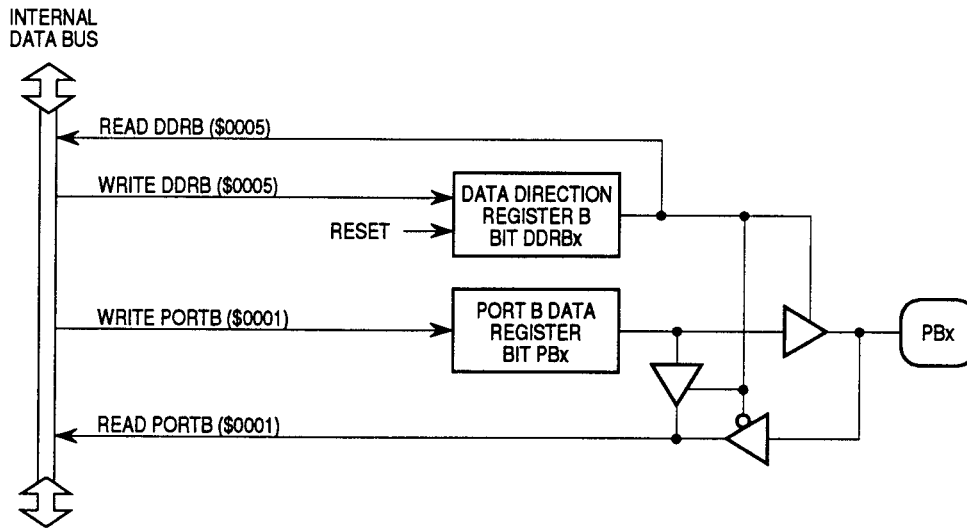 INTERNAL
DATA BUS
READ DDRB ($0005)
WRITE DDRB ($0005)
RESET
DATA DIRECTION
REGISTER B
BIT DDRBx
WRITE PORTB ($0001)
PORT B DATA
REGISTER
BIT PBx
PBx
READ PORTB ($0001)